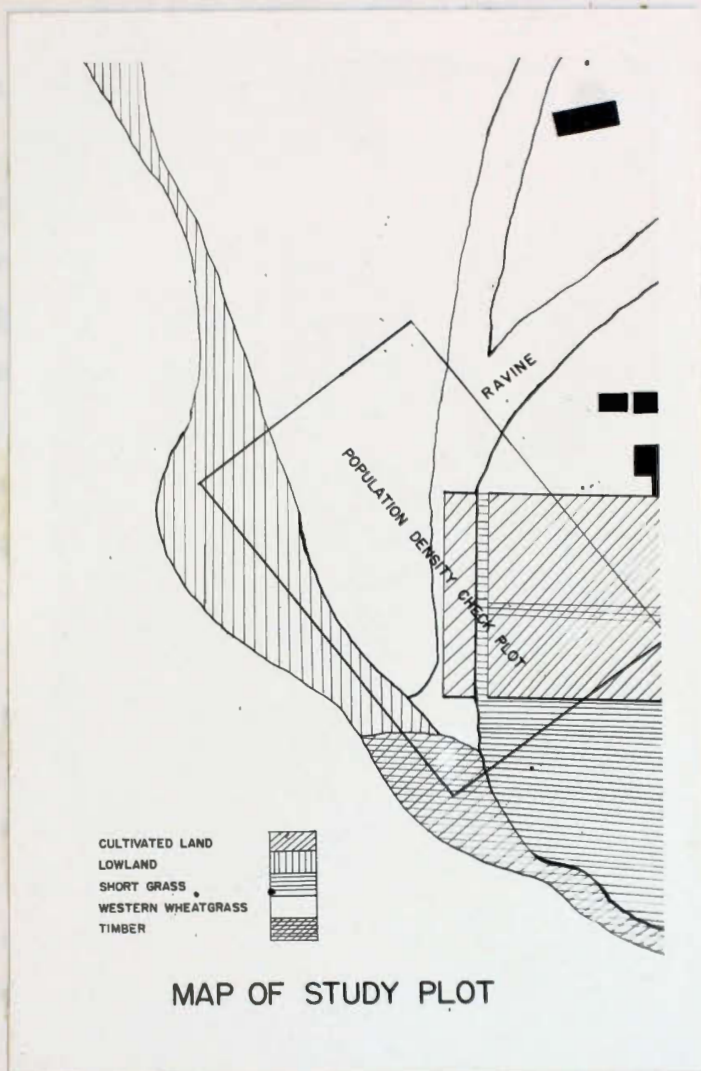 RAVINE
POPULATION DENSITY CHECK PLOT
CULTIVATED LAND
LOWLAND
SHORT GRASS
WESTERN WHEATGRASS
TIMBER
MAP OF STUDY PLOT